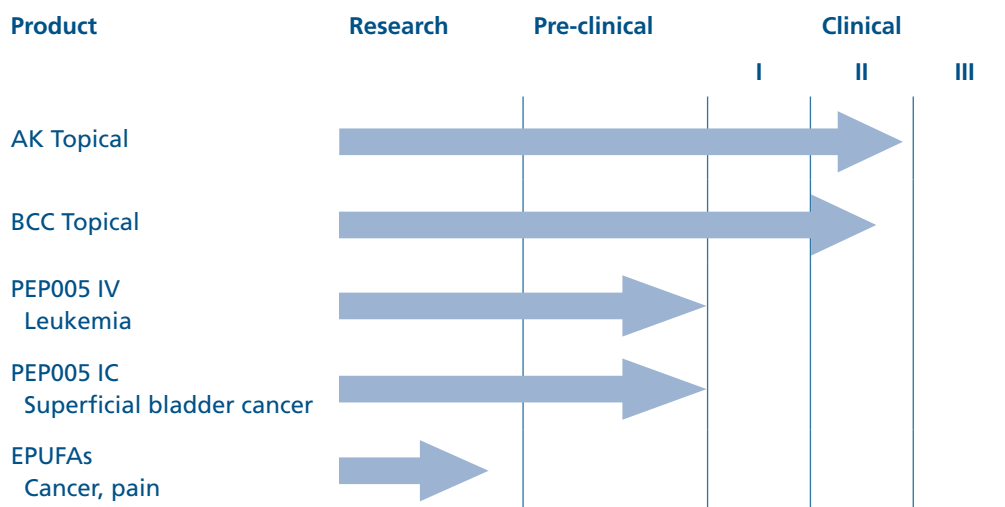 Product Research Pre-clinical Clinical
I II III
AK Topical
BCC Topical
PEP005 IV
Leukemia
PEP005 IC
Superficial bladder cancer
EPUFAs
Cancer, pain